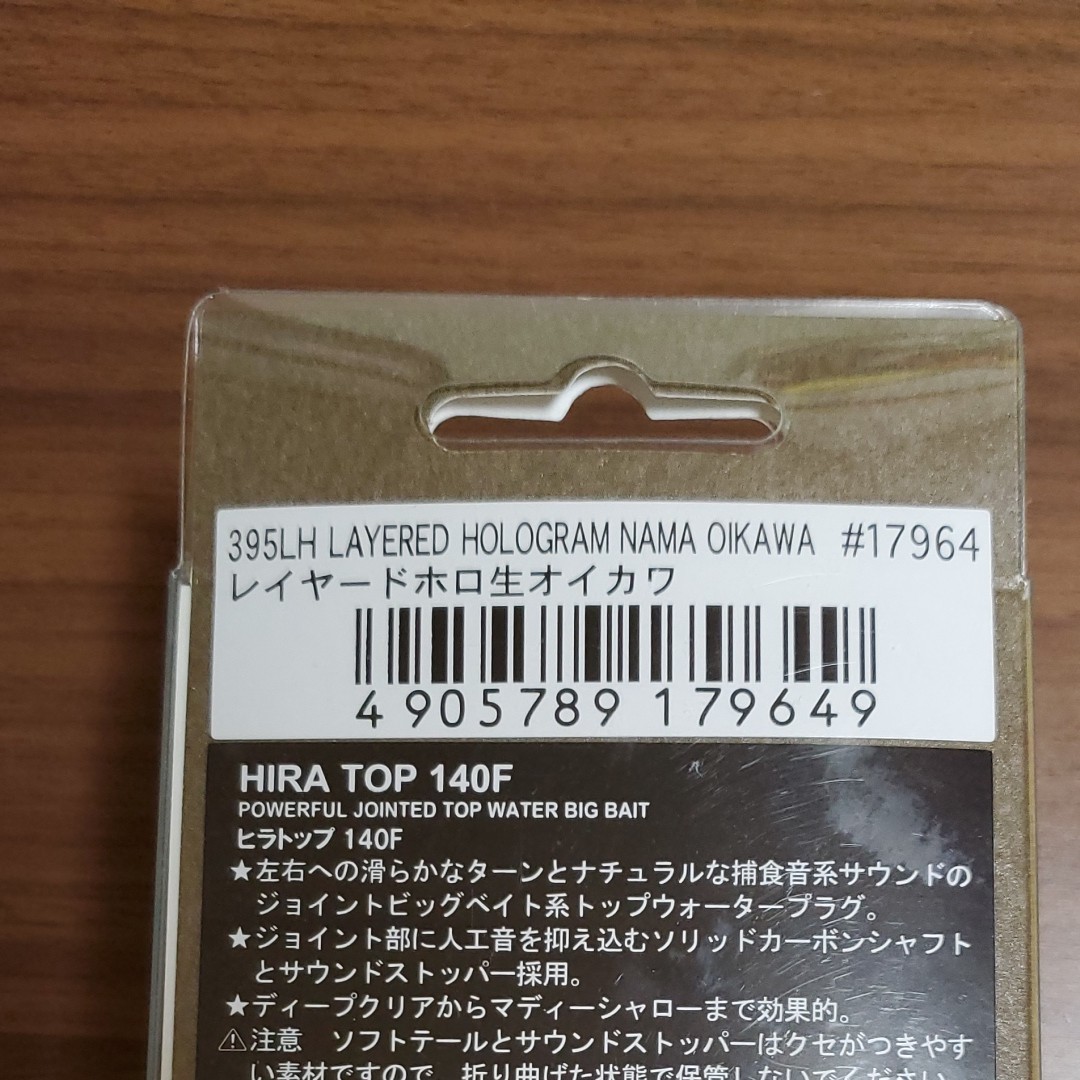 395LH LAYERED HOLOGRAM NAMA OIKAWA #17964
レイヤードホロ生オイカワ
4 905789 179649
HIRA TOP 140F
POWERFUL JOINTED TOP WATER BIG BAIT
ヒラトップ 140F
★左右への滑らかなターンとナチュラルな捕食音系サウンドの
ジョイントビッグベイト系トップウォータープラグ。
★ジョイント部に人工音を抑え込むソリッドカーボンシャフト
とサウンドストッパー採用。
★ディープクリアからマディーシャローまで効果的。
⚠注意 ソフトテールとサウンドストッパーはクセがつきやす
い素材ですので、折り曲げた状態で保管しないでください。